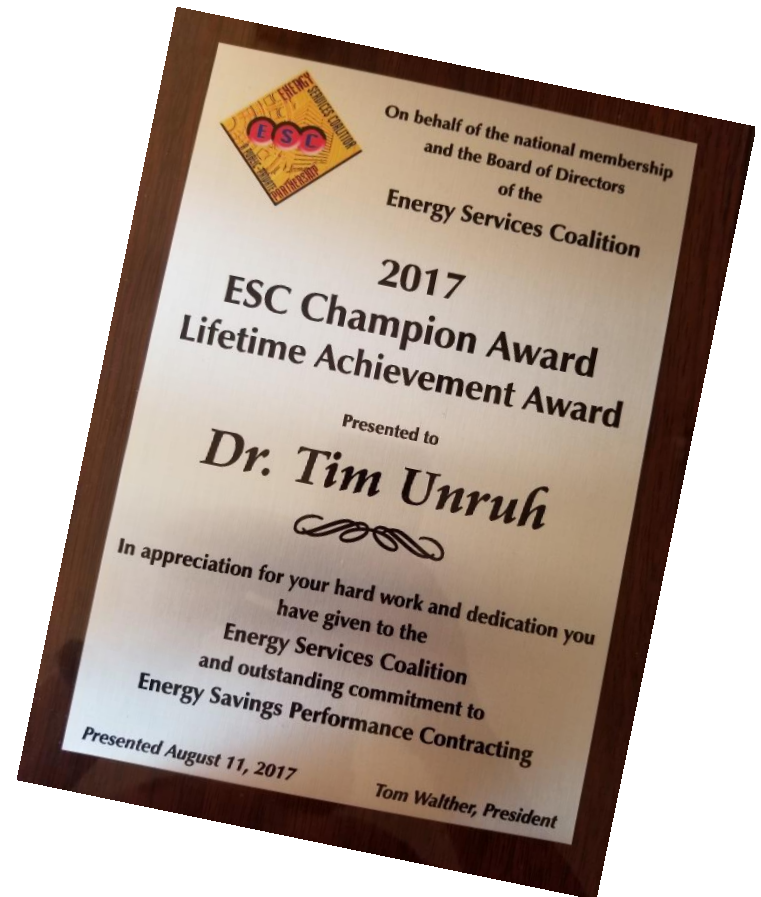 ENERGY
SERVICES COALITION
ESC
PARTNERSHIP
On behalf of the national membership
and the Board of Directors
of the
Energy Services Coalition
2017
ESC Champion Award
Lifetime Achievement Award
Presented to
Dr. Tim Unruh
In appreciation for your hard work and dedication you
have given to the
Energy Services Coalition
and outstanding commitment to
Energy Savings Performance Contracting
Presented August 11, 2017
Tom Walther, President